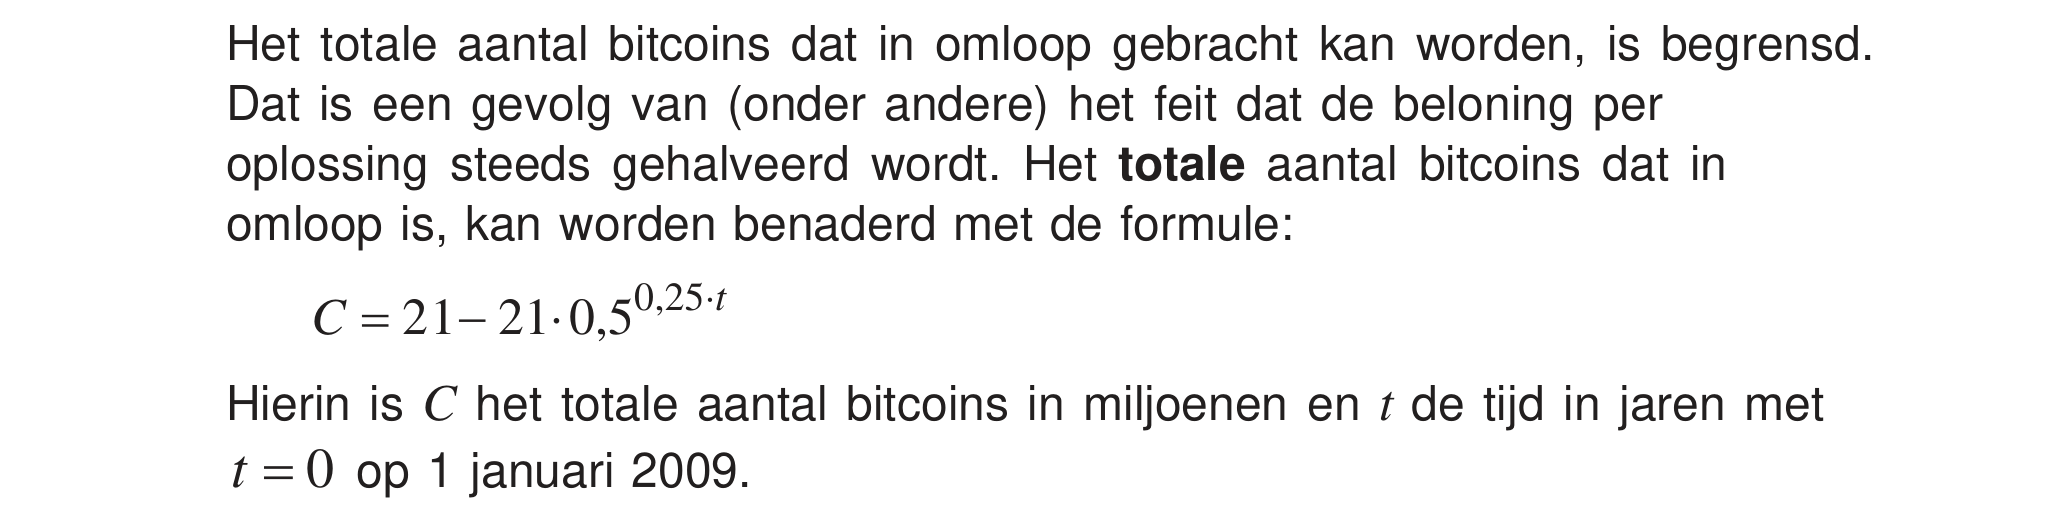 Het totale aantal bitcoins dat in omloop gebracht kan worden, is begrensd.
Dat is een gevolg van (onder andere) het feit dat de beloning per
oplossing steeds gehalveerd wordt. Het totale aantal bitcoins dat in
omloop is, kan worden benaderd met de formule:
C = 21 − 21 · 0,5^{0,25·t}
Hierin is C het totale aantal bitcoins in miljoenen en t de tijd in jaren met
t = 0 op 1 januari 2009.